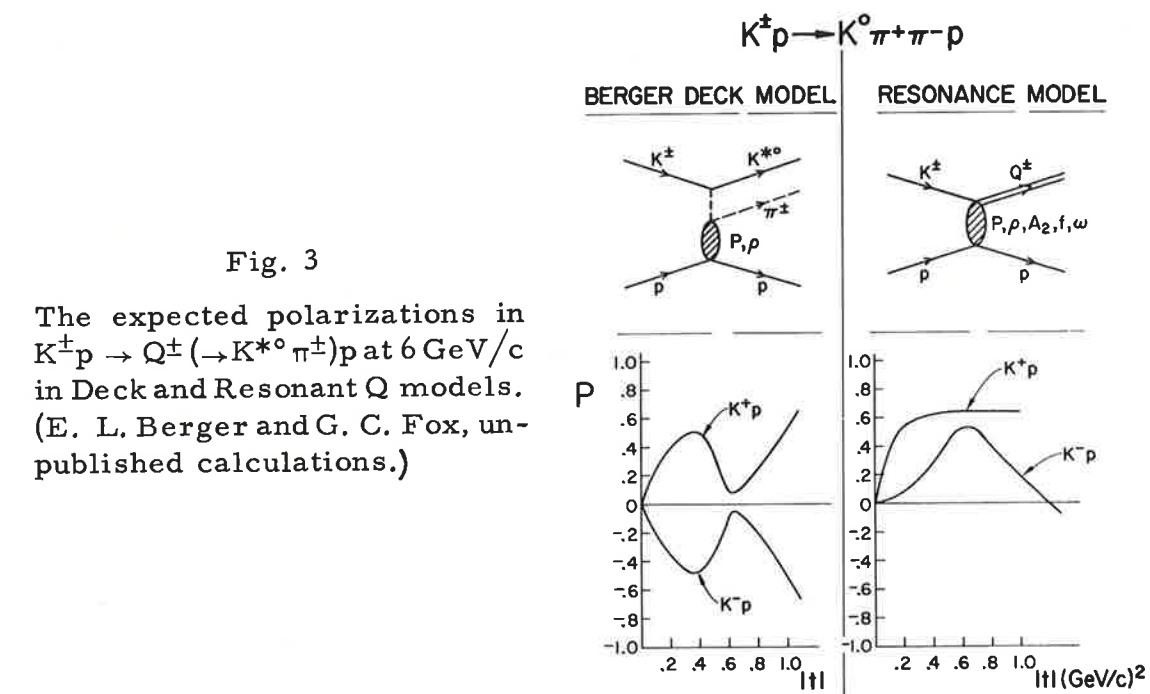 K±p → K⁰π+π-p
BERGER DECK MODEL
RESONANCE MODEL
K±
K*⁰
π±
P,ρ
p
p
K±
Q±
P,ρ,A₂,f,ω
p
p
Fig. 3
The expected polarizations in
K±p → Q± (→K*⁰ π±)p at 6 GeV/c
in Deck and Resonant Q models.
(E. L. Berger and G. C. Fox, un-
published calculations.)
P
1.0
.8
.6
.4
.2
0
-.2
-.4
-.6
-.8
-1.0
K+p
K-p
.2 .4 .6 .8 1.0
|t|
1.0
.8
.6
.4
.2
0
-.2
-.4
-.6
-.8
-1.0
K+p
K-p
.2 .4 .6 .8 1.0
|t| (GeV/c)²